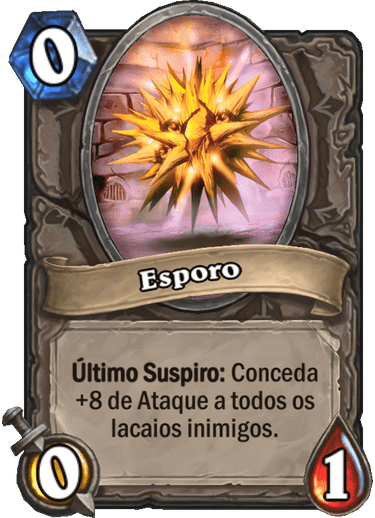 0
Esporo
Último Suspiro: Conceda
+8 de Ataque a todos os
lacaios inimigos.
0
1